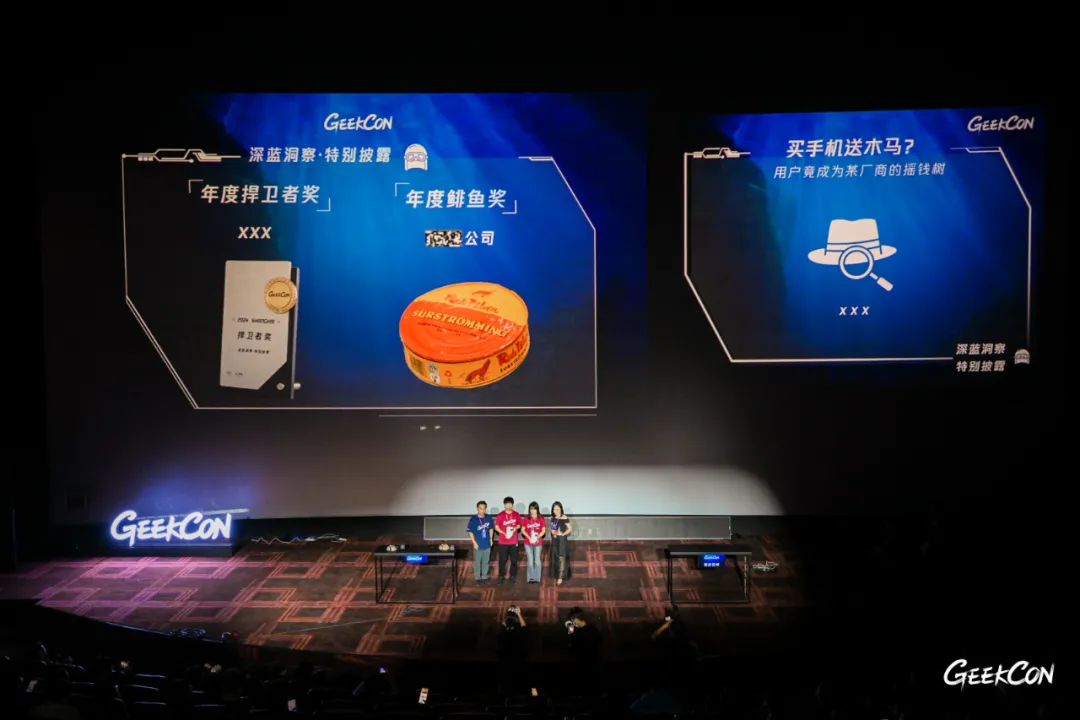 GEEKCON
深蓝洞察·特别披露
年度捍卫者奖
年度鲱鱼奖
XXX
公司
GEEKCON
捍卫者奖
SURSTROMMING
GEEKCON
买手机送木马？
用户竟成为某厂商的摇钱树
XXX
深蓝洞察
特别披露
GEEKCON
GEEKCON